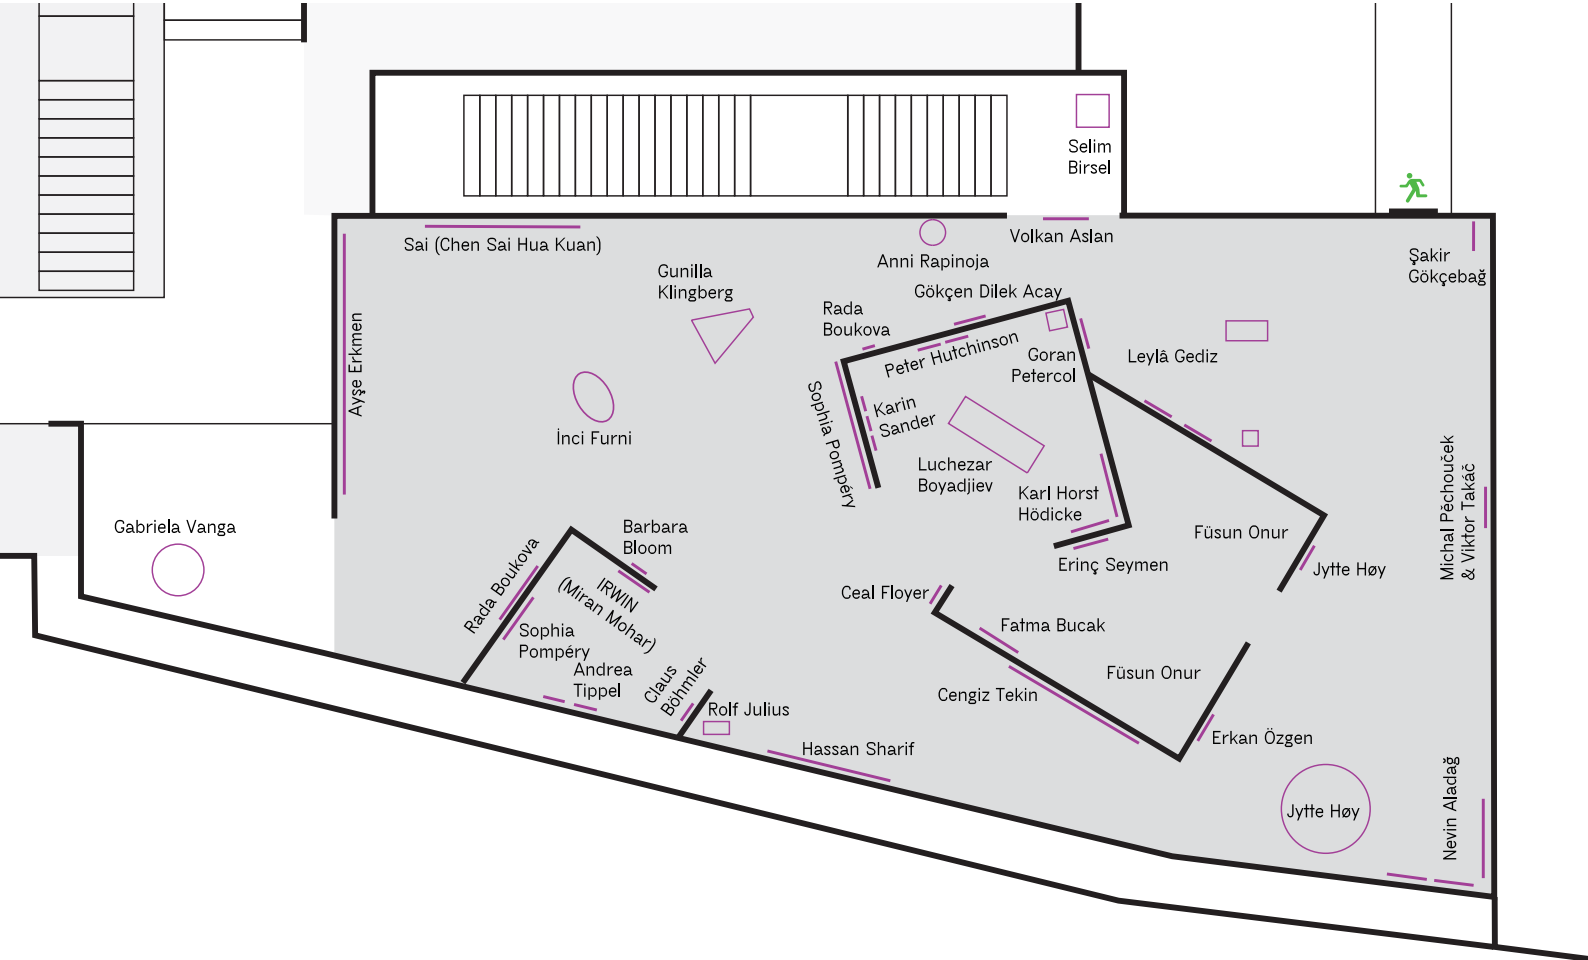 Selim
Birsel
Sai (Chen Sai Hua Kuan)
Volkan Aslan
Anni Rapinoja
Şakir
Gökçebağ
Gunilla
Klingberg
Gökçen Dilek Acay
Rada
Boukova
Peter Hutchinson
Goran
Petercol
Leylâ Gediz
Ayşe Erkmen
İnci Furni
Sophia Pompéry
Karin
Sander
Luchezar
Boyadjiev
Karl Horst
Hödicke
Michal Pěchouček
& Viktor Takáč
Gabriela Vanga
Barbara
Bloom
Füsun Onur
Erinç Seymen
Jytte Høy
Rada Boukova
IRWIN
(Miran Mohar)
Ceal Floyer
Sophia
Pompéry
Fatma Bucak
Andrea
Tippel
Claus
Böhmler
Füsun Onur
Cengiz Tekin
Rolf Julius
Erkan Özgen
Hassan Sharif
Jytte Høy
Nevin Aladağ